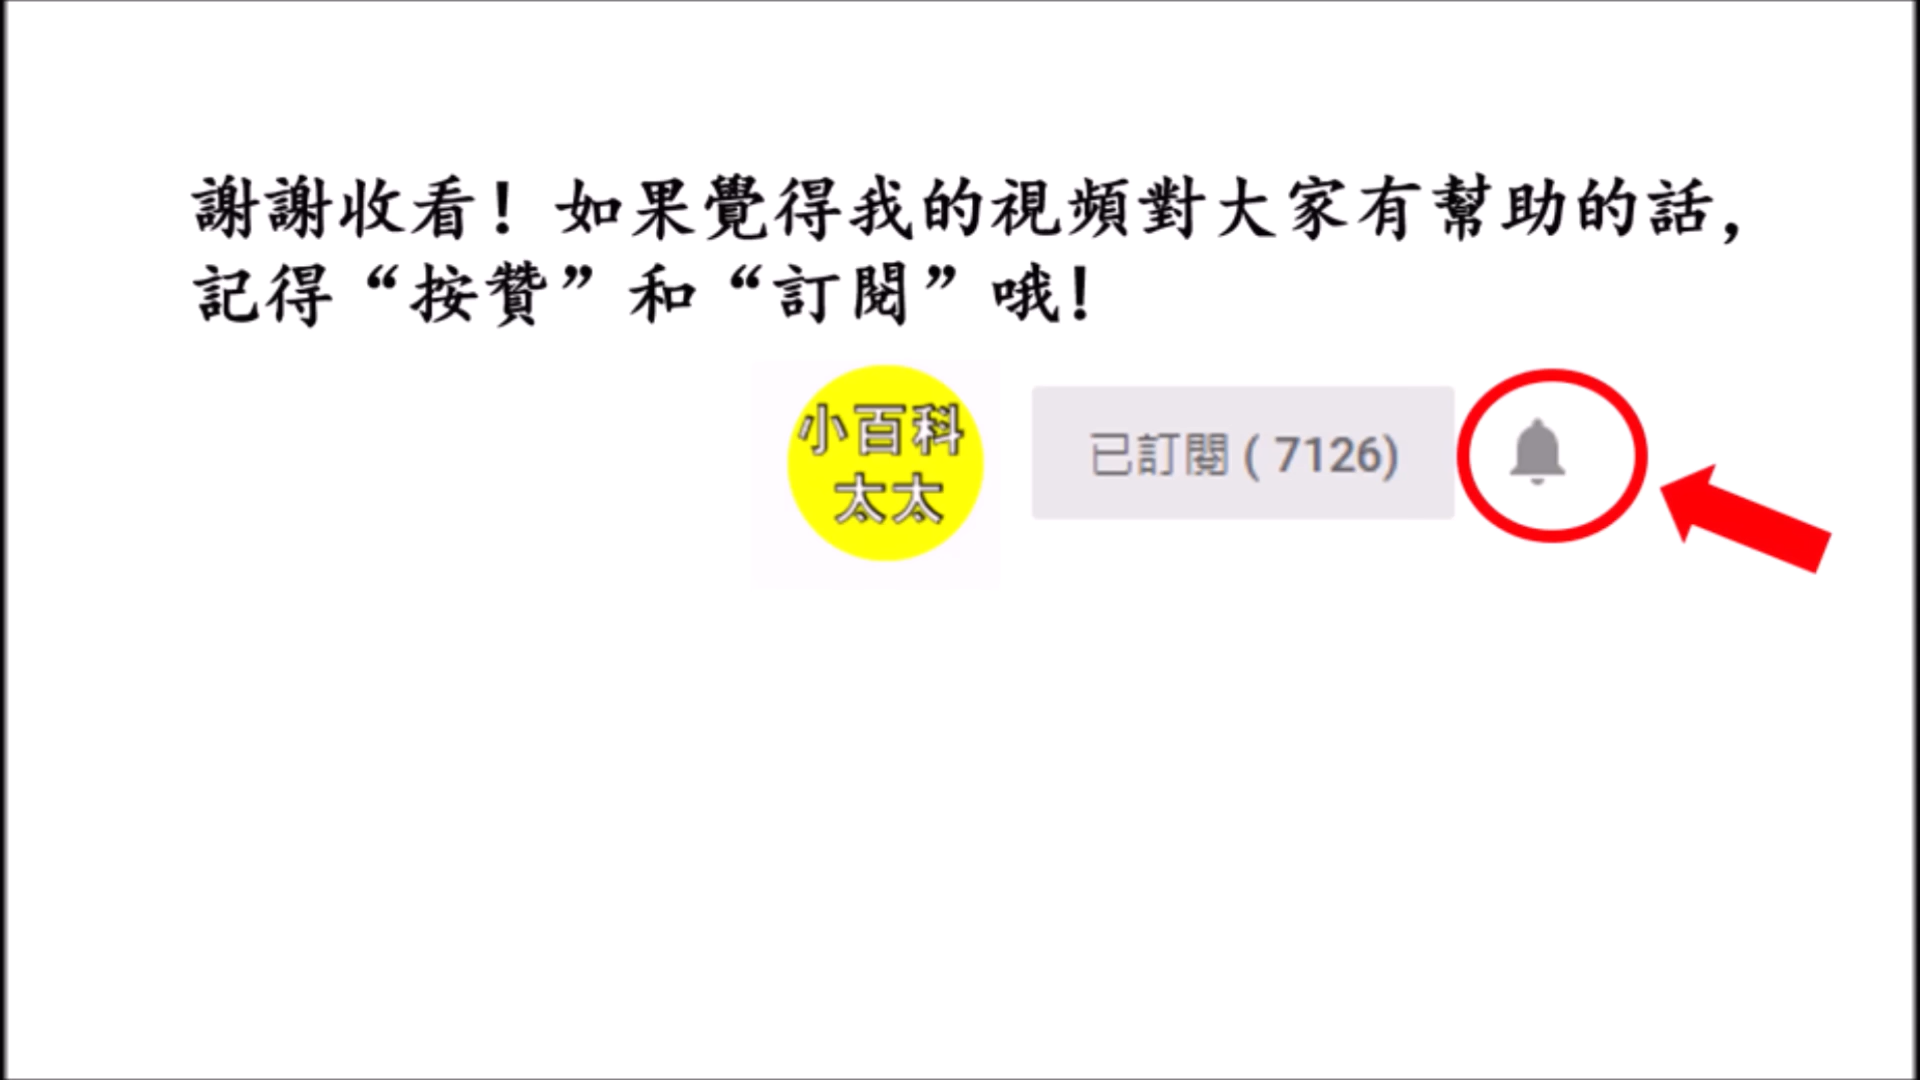 謝謝收看！如果覺得我的視頻對大家有幫助的話，
記得“按贊”和“訂閱”哦！
小百科
太太
已訂閱 ( 7126)